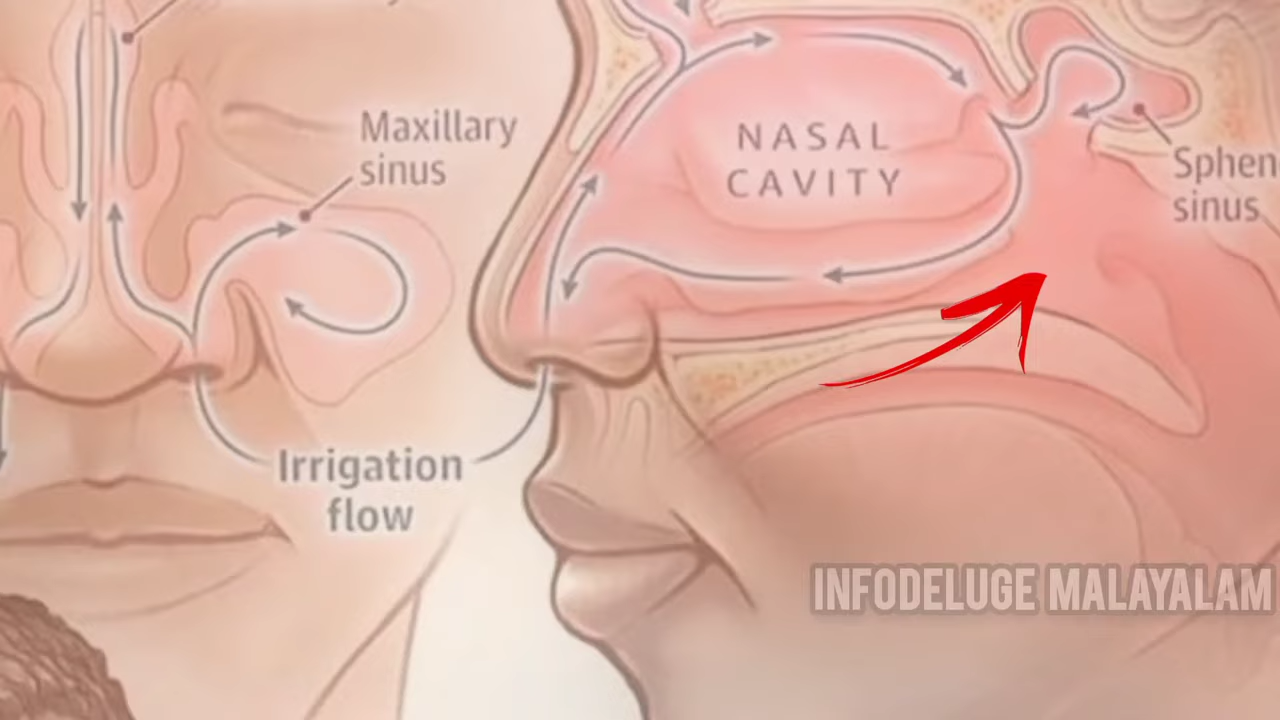 Maxillary
sinus
NASAL
CAVITY
Sphen
sinus
Irrigation
flow
INFODELUGE MALAYALAM